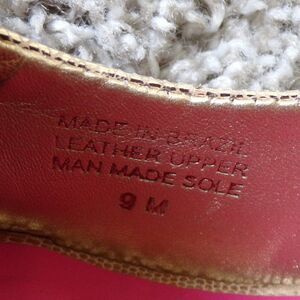 MADE IN BRAZIL
LEATHER UPPER
MAN MADE SOLE
9 M